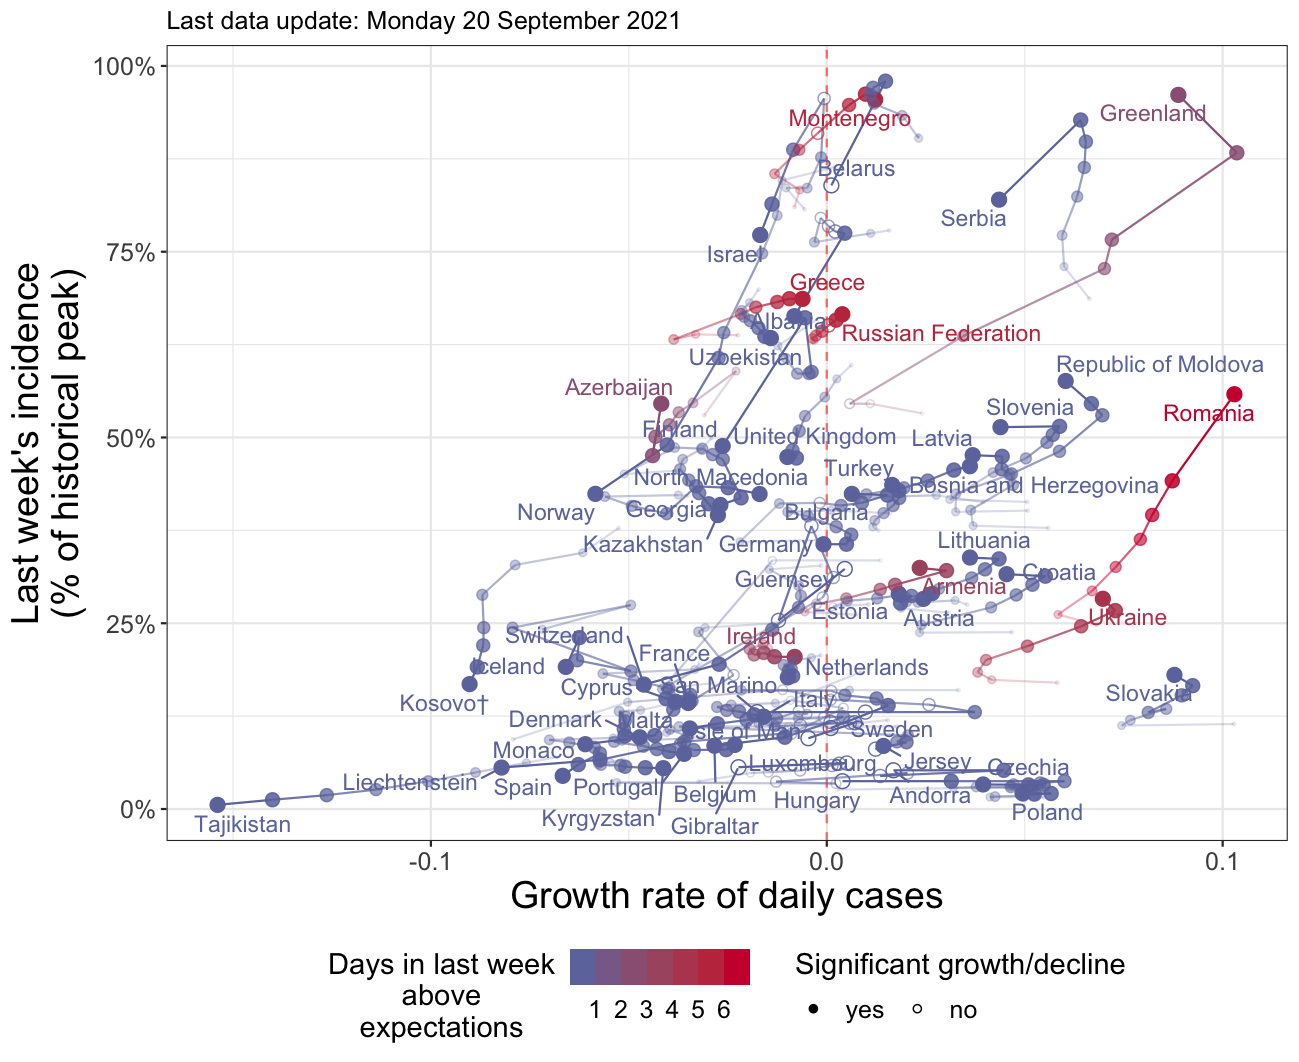 Last data update: Monday 20 September 2021
Last week's incidence
(% of historical peak)
100%
75%
50%
25%
0%
Montenegro
Greenland
Belarus
Serbia
Israel
Greece
Albania
Russian Federation
Uzbekistan
Republic of Moldova
Azerbaijan
Slovenia
Romania
Finland
United Kingdom
Latvia
North Macedonia
Turkey
Bosnia and Herzegovina
Norway
Georgia
Bulgaria
Kazakhstan
Germany
Lithuania
Guernsey
Croatia
Armenia
Estonia
Austria
Ukraine
Switzerland
Ireland
France
Netherlands
Iceland
Cyprus
San Marino
Italy
Slovakia
Kosovo†
Denmark
Malta
Isle of Man
Sweden
Monaco
Luxembourg
Jersey
Czechia
Liechtenstein
Spain
Portugal
Belgium
Hungary
Andorra
Poland
Tajikistan
Kyrgyzstan
Gibraltar
-0.1
0.0
0.1
Growth rate of daily cases
Days in last week
above
expectations
1 2 3 4 5 6
Significant growth/decline
yes
no